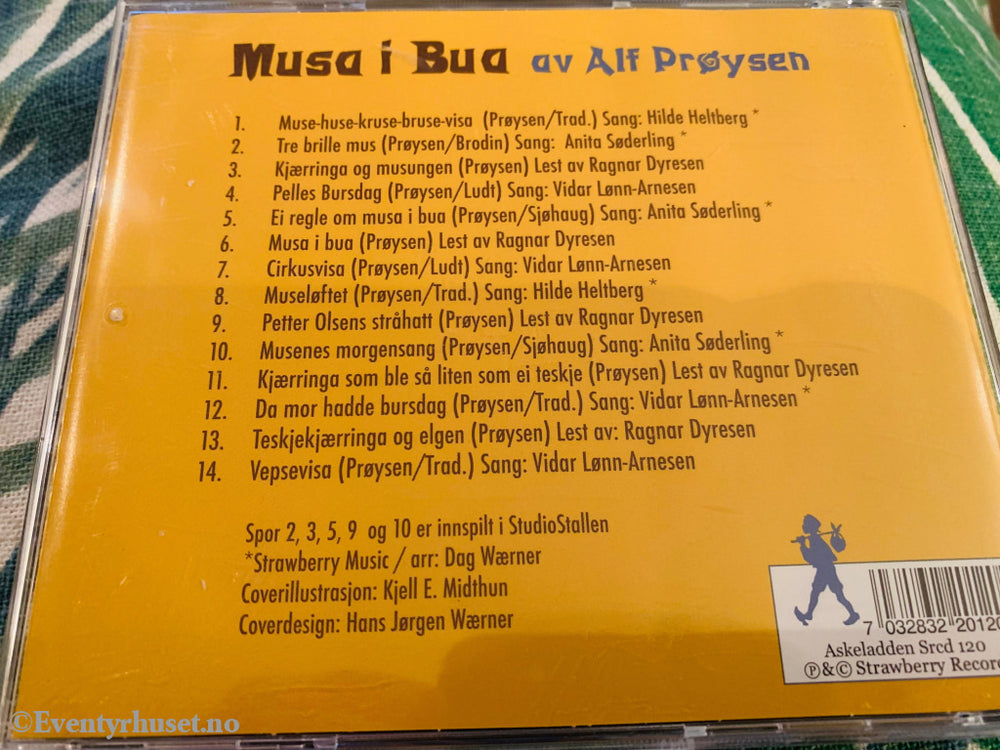 Musa i Bua av Alf Prøysen
1. Muse-huse-kruse-bruse-visa (Prøysen/Trad.) Sang: Hilde Heltberg *
2. Tre brille mus (Prøysen/Brodin) Sang: Anita Søderling *
3. Kjærringa og musungen (Prøysen) Lest av Ragnar Dyresen
4. Pelles Bursdag (Prøysen/Ludt) Sang: Vidar Lønn-Arnesen
5. Ei regle om musa i bua (Prøysen/Sjøhaug) Sang: Anita Søderling *
6. Musa i bua (Prøysen) Lest av Ragnar Dyresen
7. Cirkusvisa (Prøysen/Ludt) Sang: Vidar Lønn-Arnesen
8. Museløftet (Prøysen/Trad.) Sang: Hilde Heltberg *
9. Petter Olsens stråhatt (Prøysen) Lest av Ragnar Dyresen
10. Musenes morgensang (Prøysen/Sjøhaug) Sang: Anita Søderling *
11. Kjærringa som ble så liten som ei teskje (Prøysen) Lest av Ragnar Dyresen
12. Da mor hadde bursdag (Prøysen/Trad.) Sang: Vidar Lønn-Arnesen *
13. Teskjekjærringa og elgen (Prøysen) Lest av: Ragnar Dyresen
14. Vepsevisa (Prøysen/Trad.) Sang: Vidar Lønn-Arnesen
Spor 2, 3, 5, 9 og 10 er innspilt i StudioStallen
*Strawberry Music / arr: Dag Wærner
Coverillustrasjon: Kjell E. Midthun
Coverdesign: Hans Jørgen Wærner
7 032832 20120
Askeladden Srcd 120
℗&© Strawberry Record
©Eventyrhuset.no